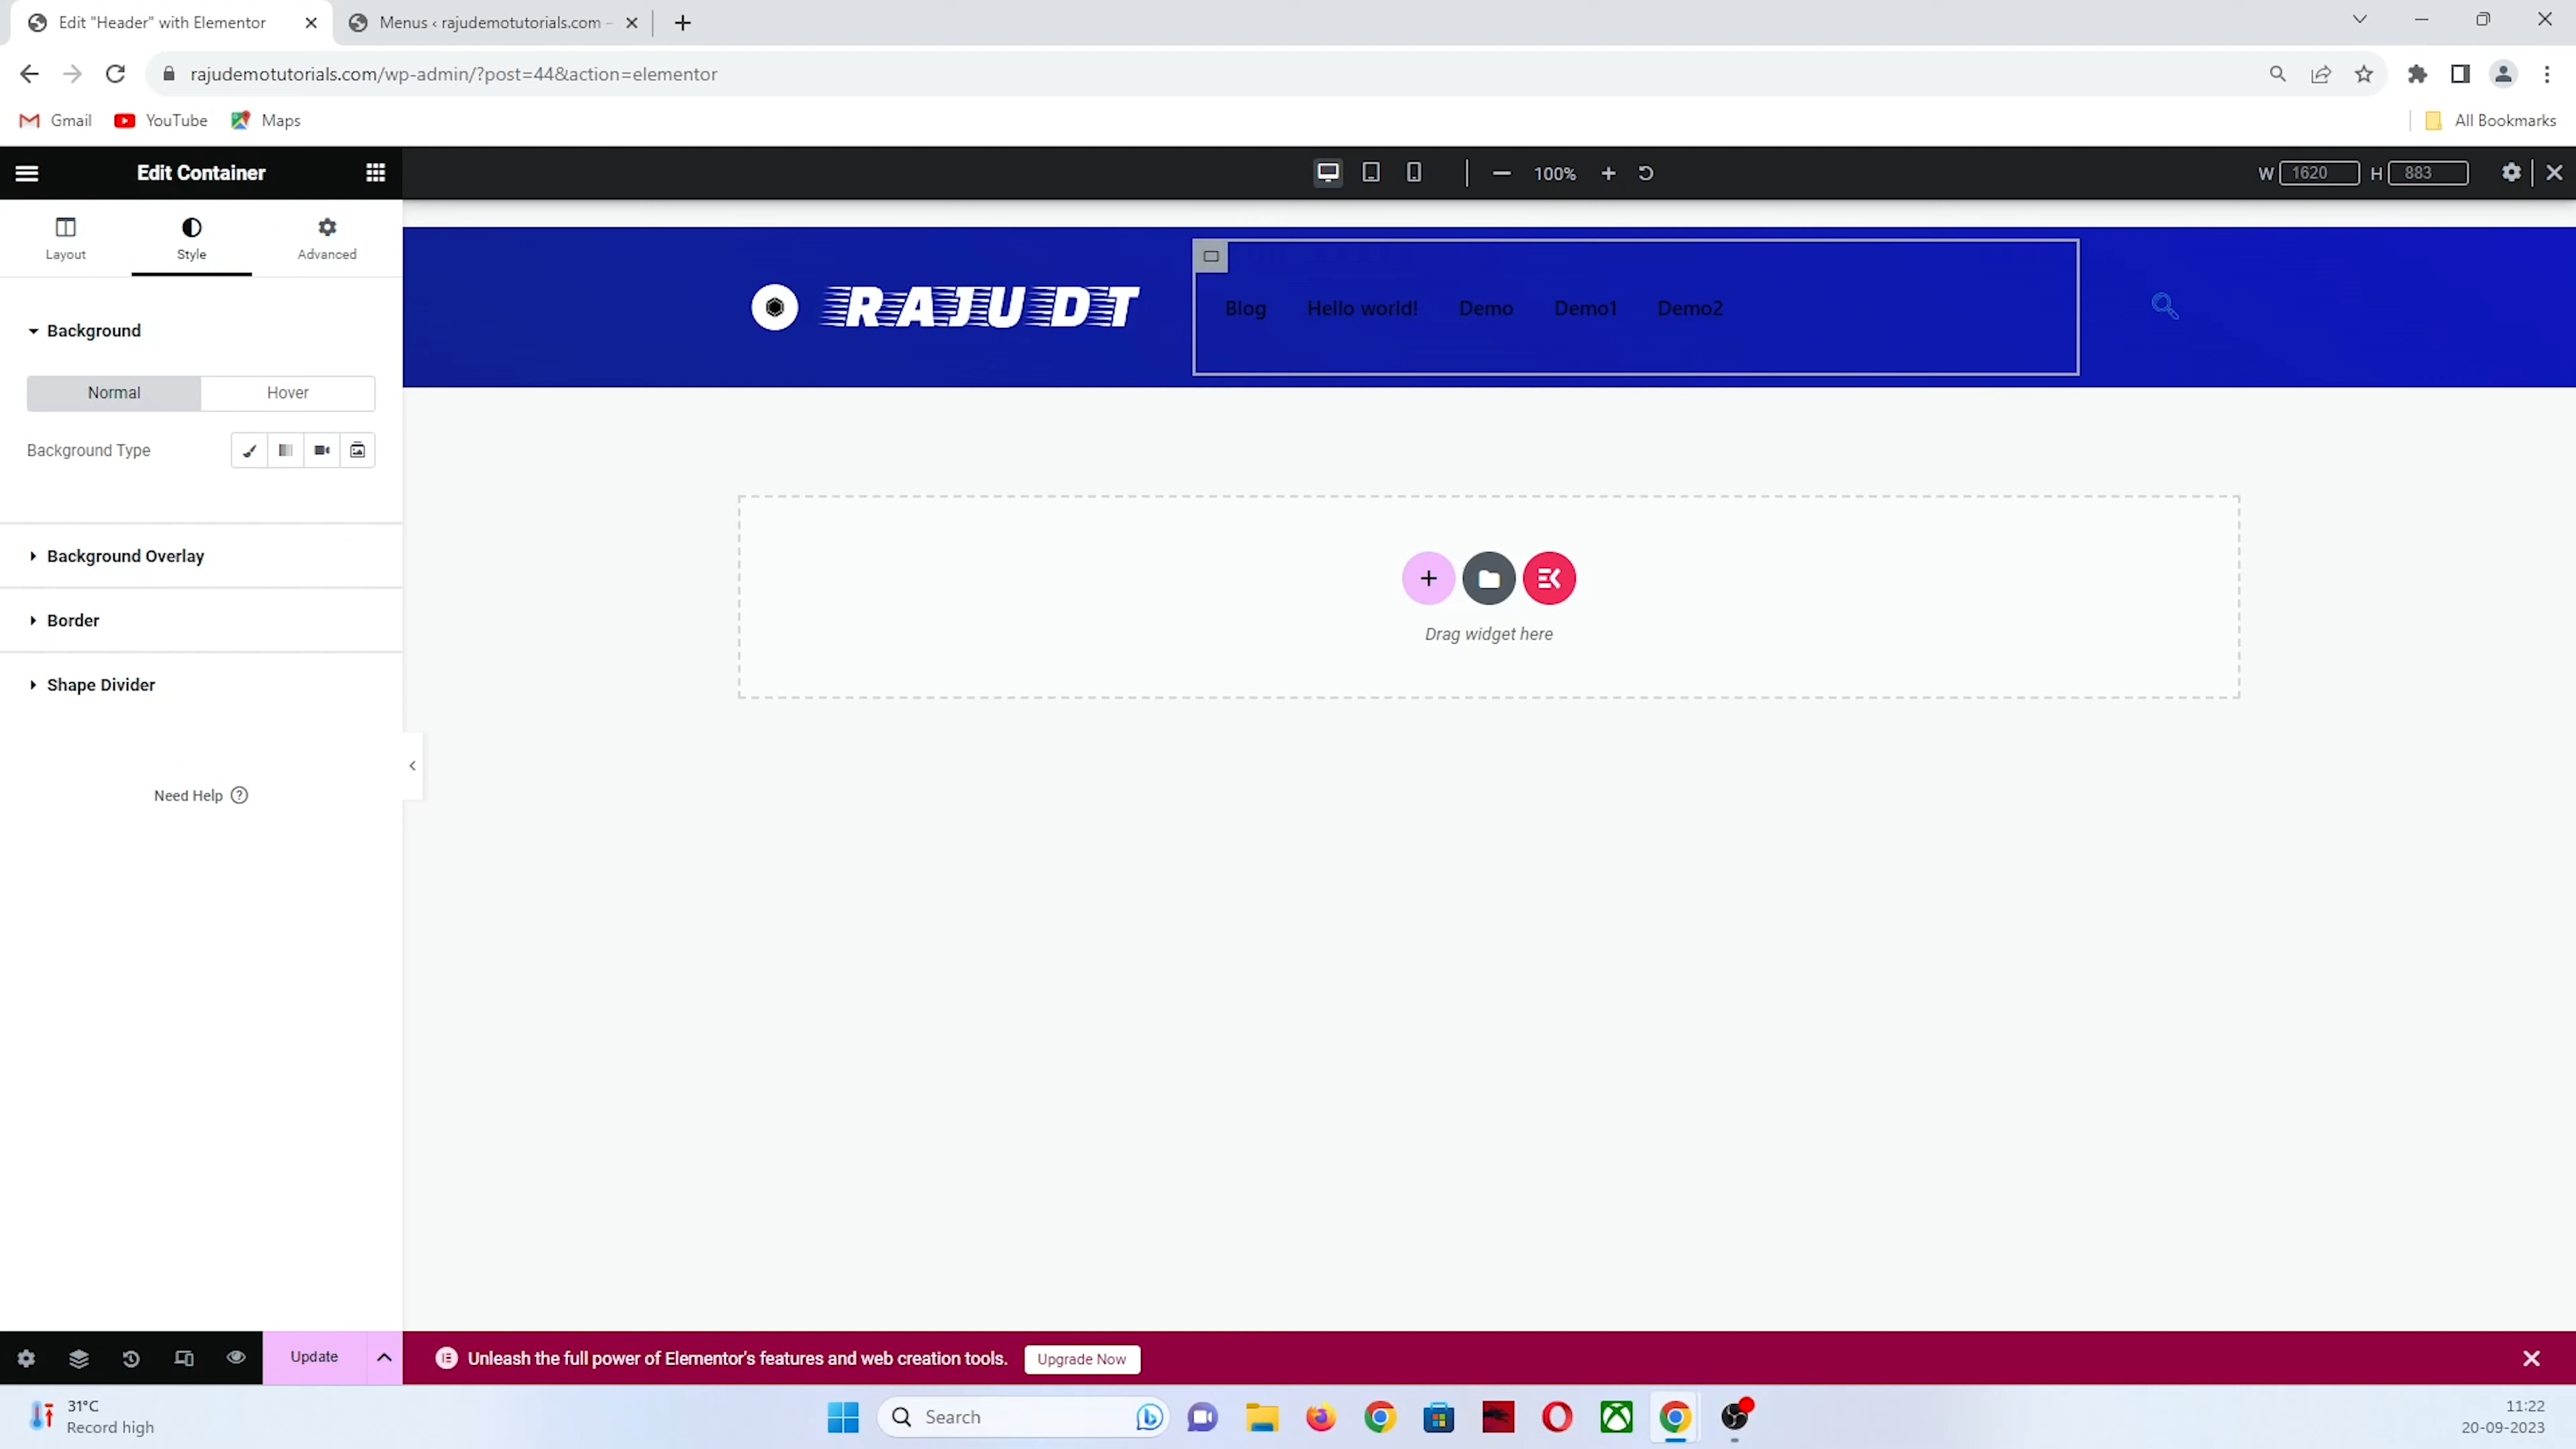 Edit "Header" with Elementor
Menus ‹ rajudemotutorials.com –
rajudemotutorials.com/wp-admin/?post=44&action=elementor
Gmail
YouTube
Maps
All Bookmarks
Edit Container
100%
W 1620 H 883
Layout
Style
Advanced
RAJU DT
Blog
Hello world!
Demo
Demo1
Demo2
Background
Normal
Hover
Background Type
Background Overlay
Border
Shape Divider
Need Help
Drag widget here
Update
Unleash the full power of Elementor's features and web creation tools.
Upgrade Now
31°C
Record high
Search
11:22
20-09-2023